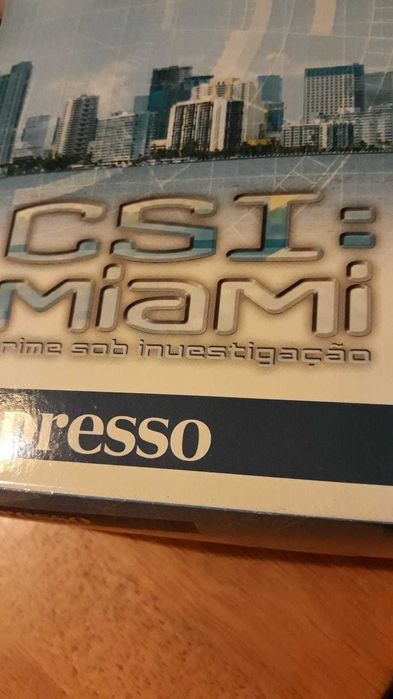 CSI:
MIAMI
rime sob investigação
presso